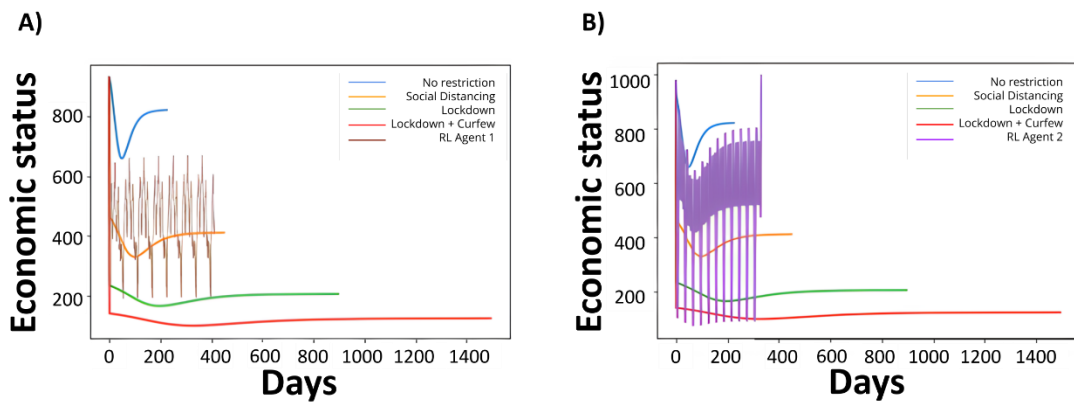 A)
Economic status
800
600
400
200
No restriction
Social Distancing
Lockdown
Lockdown + Curfew
RL Agent 1
0 200 400 600 800 1000 1200 1400
Days
B)
Economic status
1000
800
600
400
200
No restriction
Social Distancing
Lockdown
Lockdown + Curfew
RL Agent 2
0 200 400 600 800 1000 1200 1400
Days